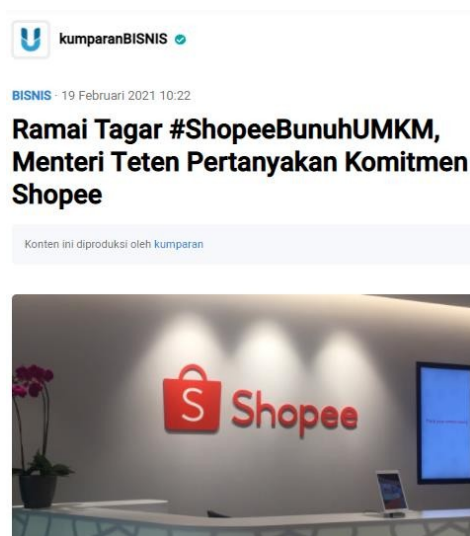 kumparanBISNIS
BISNIS · 19 Februari 2021 10:22
Ramai Tagar #ShopeeBunuhUMKM,
Menteri Teten Pertanyakan Komitmen
Shopee
Konten ini diproduksi oleh kumparan
S Shopee